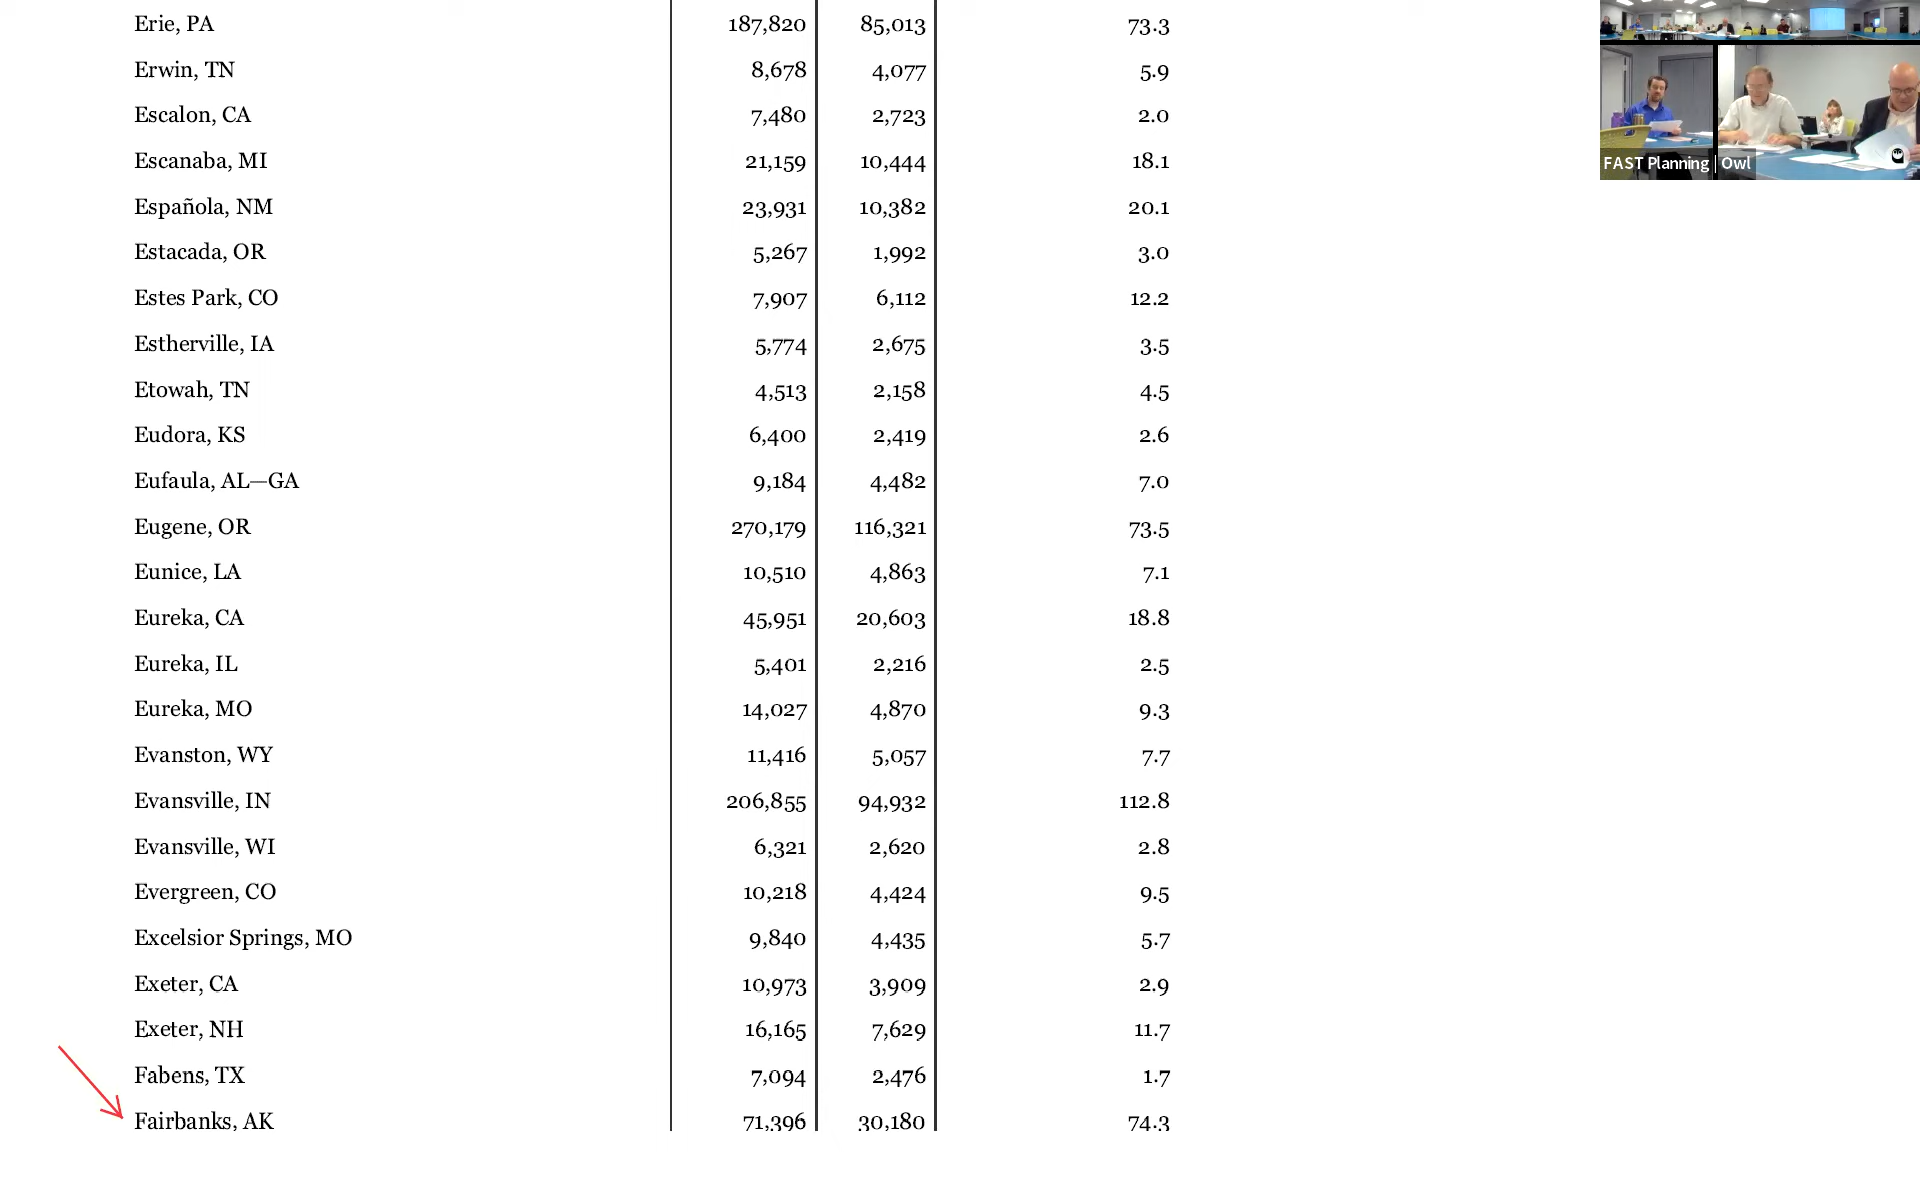 Erie, PA 187,820 85,013 73.3
Erwin, TN 8,678 4,077 5.9
Escalon, CA 7,480 2,723 2.0
Escanaba, MI 21,159 10,444 18.1
Española, NM 23,931 10,382 20.1
Estacada, OR 5,267 1,992 3.0
Estes Park, CO 7,907 6,112 12.2
Estherville, IA 5,774 2,675 3.5
Etowah, TN 4,513 2,158 4.5
Eudora, KS 6,400 2,419 2.6
Eufaula, AL—GA 9,184 4,482 7.0
Eugene, OR 270,179 116,321 73.5
Eunice, LA 10,510 4,863 7.1
Eureka, CA 45,951 20,603 18.8
Eureka, IL 5,401 2,216 2.5
Eureka, MO 14,027 4,870 9.3
Evanston, WY 11,416 5,057 7.7
Evansville, IN 206,855 94,932 112.8
Evansville, WI 6,321 2,620 2.8
Evergreen, CO 10,218 4,424 9.5
Excelsior Springs, MO 9,840 4,435 5.7
Exeter, CA 10,973 3,909 2.9
Exeter, NH 16,165 7,629 11.7
Fabens, TX 7,094 2,476 1.7
Fairbanks, AK 71,396 30,180 74.3
FAST Planning | Owl